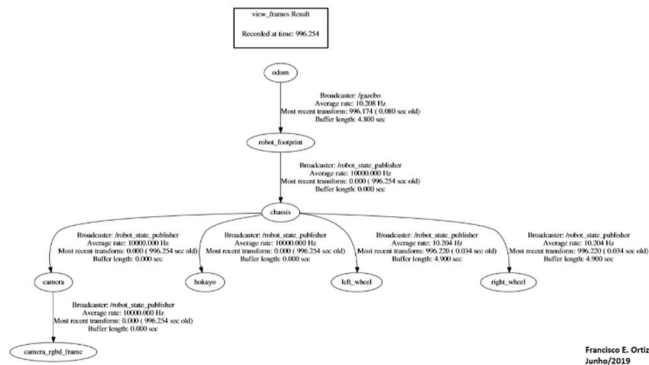 view_frames Result
Recorded at time: 996.254
odom
Broadcaster: /gazebo
Average rate: 10.208 Hz
Most recent transform: 996.174 ( 0.080 sec old)
Buffer length: 4.800 sec
robot_footprint
Broadcaster: /robot_state_publisher
Average rate: 10000.000 Hz
Most recent transform: 0.000 ( 996.254 sec old)
Buffer length: 0.000 sec
chassis
Broadcaster: /robot_state_publisher
Average rate: 10000.000 Hz
Most recent transform: 0.000 ( 996.254 sec old)
Buffer length: 0.000 sec
Broadcaster: /robot_state_publisher
Average rate: 10000.000 Hz
Most recent transform: 0.000 ( 996.254 sec old)
Buffer length: 0.000 sec
Broadcaster: /robot_state_publisher
Average rate: 10.204 Hz
Most recent transform: 996.220 ( 0.034 sec old)
Buffer length: 4.900 sec
Broadcaster: /robot_state_publisher
Average rate: 10.204 Hz
Most recent transform: 996.220 ( 0.034 sec old)
Buffer length: 4.900 sec
camera
hokuyo
left_wheel
right_wheel
Broadcaster: /robot_state_publisher
Average rate: 10000.000 Hz
Most recent transform: 0.000 ( 996.254 sec old)
Buffer length: 0.000 sec
camera_rgbd_frame
Francisco E. Ortiz
Junho/2019